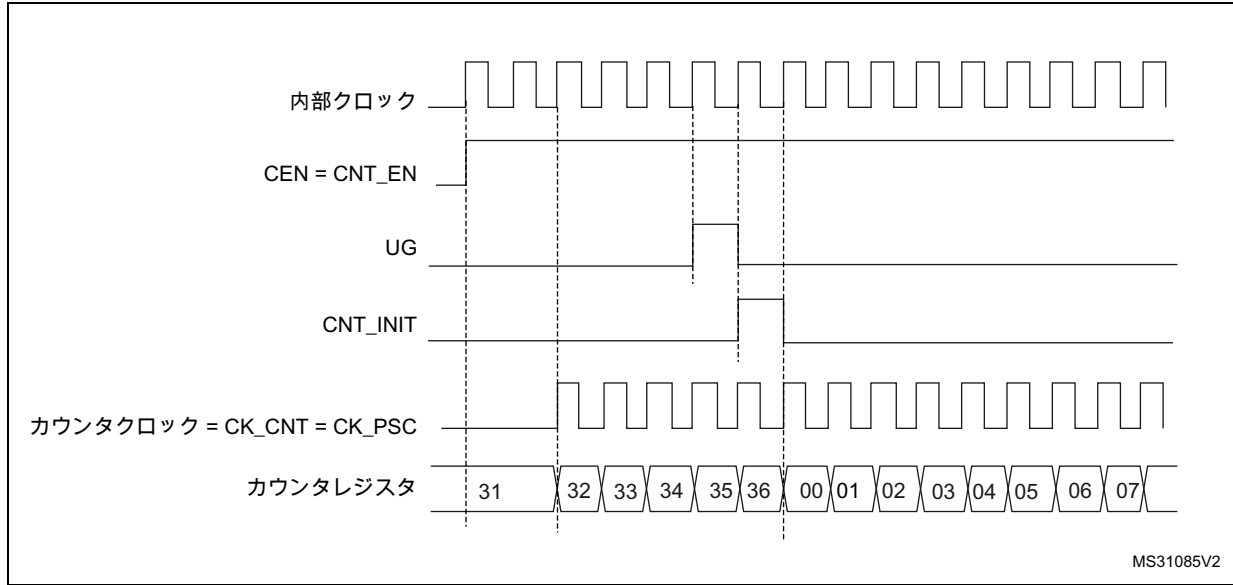 内部クロック
CEN = CNT_EN
UG
CNT_INIT
カウンタクロック = CK_CNT = CK_PSC
カウンタレジスタ 31 32 33 34 35 36 00 01 02 03 04 05 06 07
MS31085V2